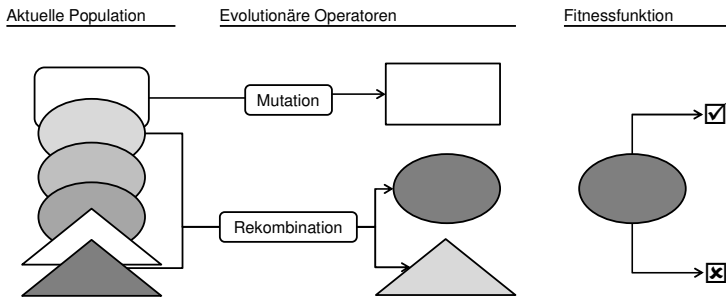 Aktuelle Population
Evolutionäre Operatoren
Fitnessfunktion
Mutation
Rekombination